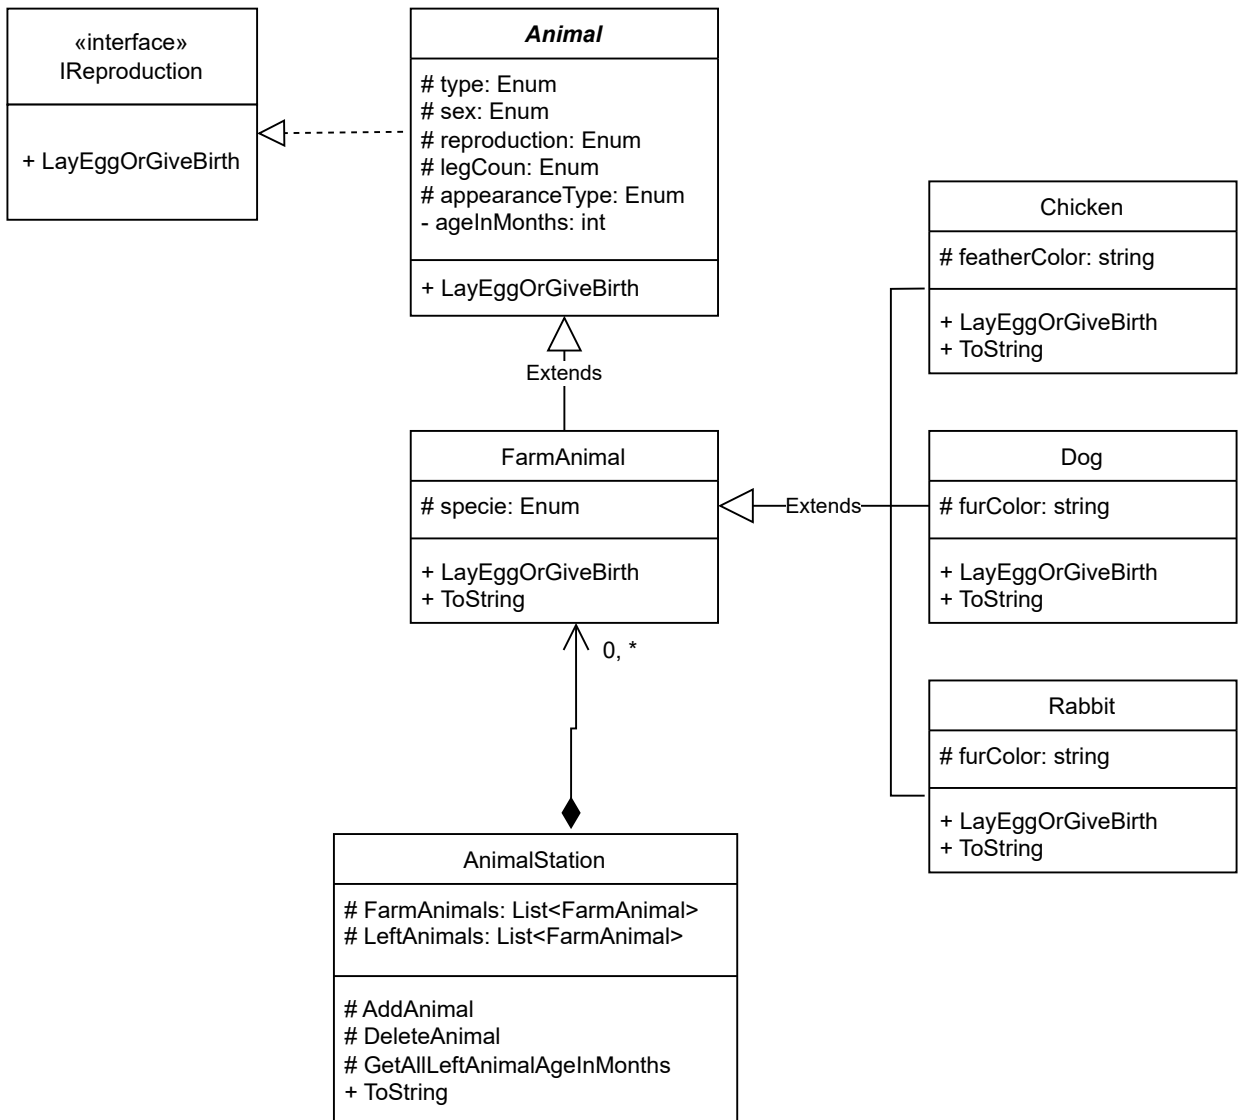 «interface»
IReproduction
+ LayEggOrGiveBirth
Animal
# type: Enum
# sex: Enum
# reproduction: Enum
# legCoun: Enum
# appearanceType: Enum
- ageInMonths: int
+ LayEggOrGiveBirth
Extends
FarmAnimal
# specie: Enum
+ LayEggOrGiveBirth
+ ToString
Extends
Chicken
# featherColor: string
+ LayEggOrGiveBirth
+ ToString
Dog
# furColor: string
+ LayEggOrGiveBirth
+ ToString
Rabbit
# furColor: string
+ LayEggOrGiveBirth
+ ToString
0, *
AnimalStation
# FarmAnimals: List<FarmAnimal>
# LeftAnimals: List<FarmAnimal>
# AddAnimal
# DeleteAnimal
# GetAllLeftAnimalAgeInMonths
+ ToString